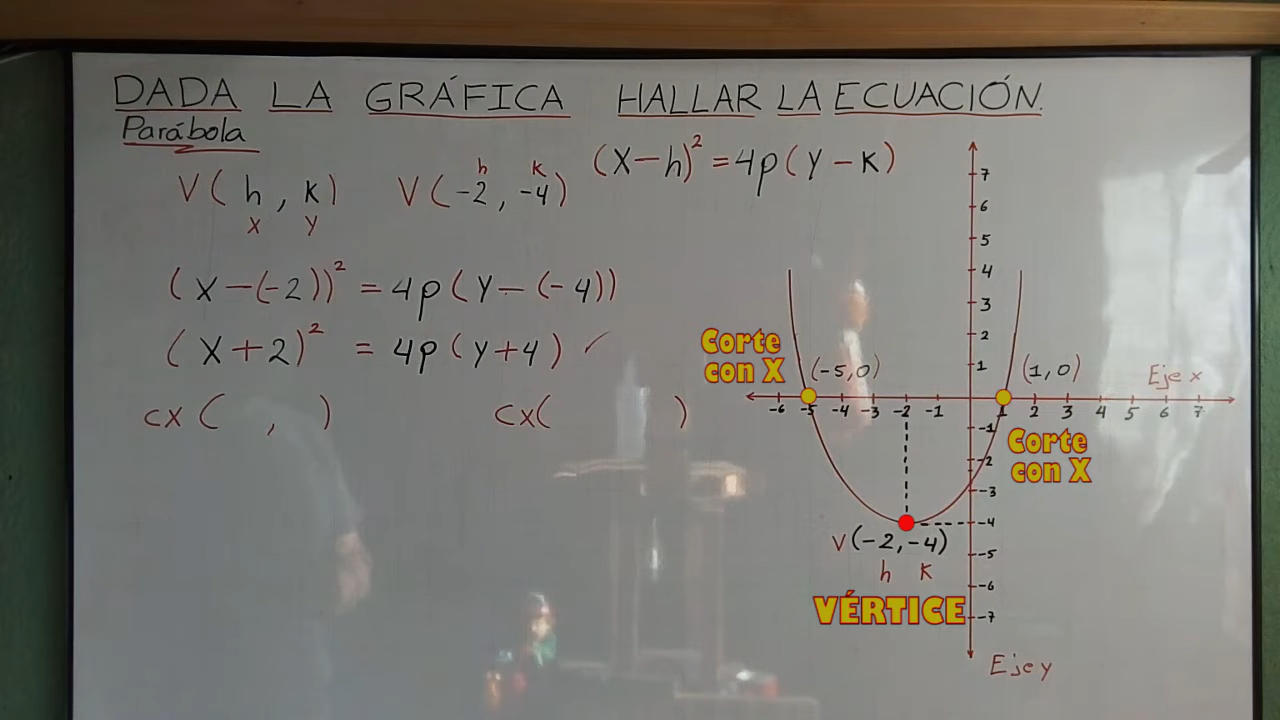 DADA LA GRÁFICA HALLAR LA ECUACIÓN.
Parábola
(X-h)² = 4p(Y-K)
h K
V(h, K) V(-2, -4)
X y
(X-(-2))² = 4p(Y-(-4))
(X+2)² = 4p(Y+4)
CX( , ) CX( )
7
6
5
4
3
2
1
Corte
con X
(-5,0)
(1,0)
Eje x
-6 -5 -4 -3 -2 -1 1 2 3 4 5 6 7
-1
-2
-3
-4
-5
-6
-7
Corte
con X
V(-2,-4)
h K
VÉRTICE
Eje y